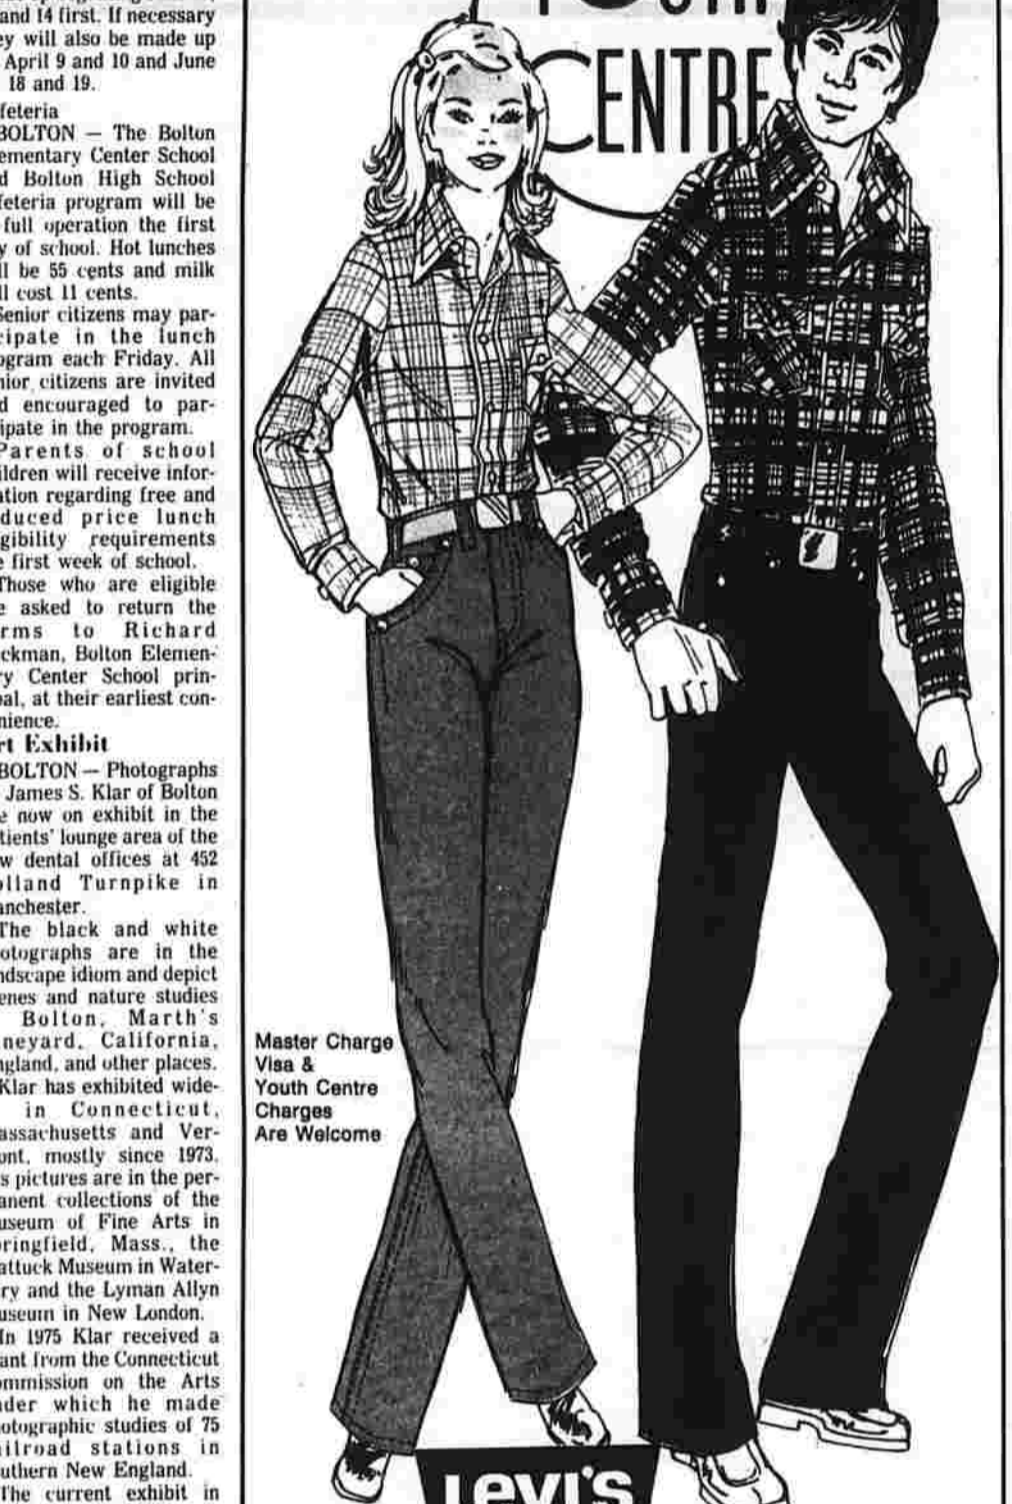 and 14 first. If necessary
ey will also be made up
April 9 and 10 and June
18 and 19.
feteria
BOLTON — The Bolton
ementary Center School
d Bolton High School
feteria program will be
full operation the first
y of school. Hot lunches
ll be 55 cents and milk
ll cost 11 cents.
Senior citizens may par-
cipate in the lunch
ogram each Friday. All
nior citizens are invited
d encouraged to par-
ipate in the program.
Parents of school
ildren will receive infor-
ation regarding free and
duced price lunch
gibility requirements
e first week of school.
Those who are eligible
e asked to return the
rms to Richard
ckman, Bolton Elemen-
ry Center School prin-
pal, at their earliest con-
nience.
rt Exhibit
BOLTON — Photographs
James S. Klar of Bolton
e now on exhibit in the
tients' lounge area of the
w dental offices at 452
olland Turnpike in
anchester.
The black and white
otographs are in the
ndscape idiom and depict
enes and nature studies
Bolton, Marth's
neyard, California,
ngland, and other places.
Klar has exhibited wide-
in Connecticut,
assachusetts and Ver-
ont, mostly since 1973.
s pictures are in the per-
anent collections of the
useum of Fine Arts in
pringfield, Mass., the
attuck Museum in Water-
ry and the Lyman Allyn
useum in New London.
In 1975 Klar received a
ant from the Connecticut
ommission on the Arts
nder which he made
otographic studies of 75
ailroad stations in
uthern New England.
The current exhibit in
YOUTH
CENTRE
Master Charge
Visa &
Youth Centre
Charges
Are Welcome
Levi's